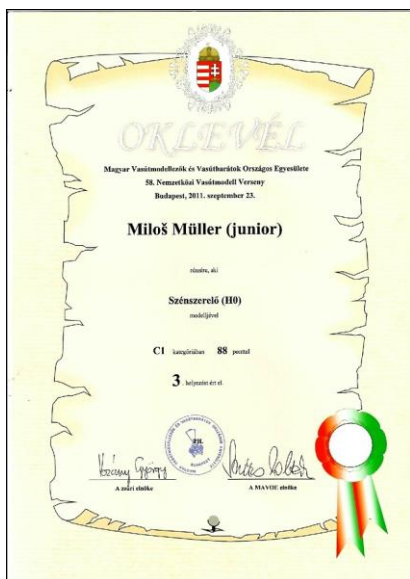 OKLEVÉL
Magyar Vasútmodellezők és Vasútbarátok Országos Egyesülete
58. Nemzetközi Vasútmodell Verseny
Budapest, 2011. szeptember 23.
Miloš Müller (junior)
részére, aki
Szénszerelő (H0)
modelljével
C1 kategóriában 88 ponttal
3. helyezést ért el.
P.H.
A zsűri elnöke
A MAVOE elnöke